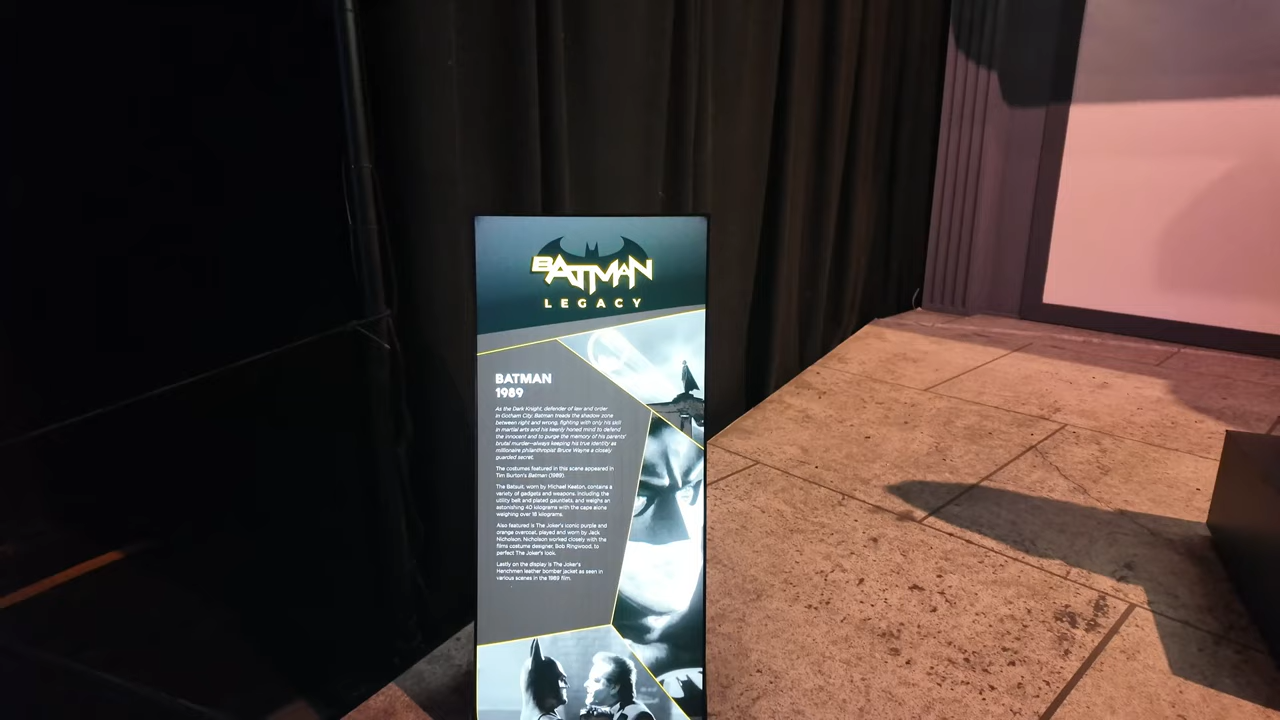 BATMAN
LEGACY
BATMAN
1989
As the Dark Knight, defender of law and order
in Gotham City, Batman treads the shadow zone
between right and wrong, fighting with only his skill
in martial arts and his keenly honed mind to defend
the innocent and to purge the memory of his parents'
brutal murder—always keeping his true identity as
millionaire philanthropist Bruce Wayne a closely
guarded secret.
The costumes featured in this scene appeared in
Tim Burton's Batman (1989).
The Batsuit, worn by Michael Keaton, contains a
variety of gadgets and weapons, including the
utility belt and plated gauntlets, and weighs an
astonishing 40 kilograms with the cape alone
weighing over 18 kilograms.
Also featured is The Joker's iconic purple and
orange overcoat, played and worn by Jack
Nicholson. Nicholson worked closely with the
films costume designer, Bob Ringwood, to
perfect The Joker's look.
Lastly on the display is The Joker's
Henchmen leather bomber jacket as seen in
various scenes in the 1989 film.